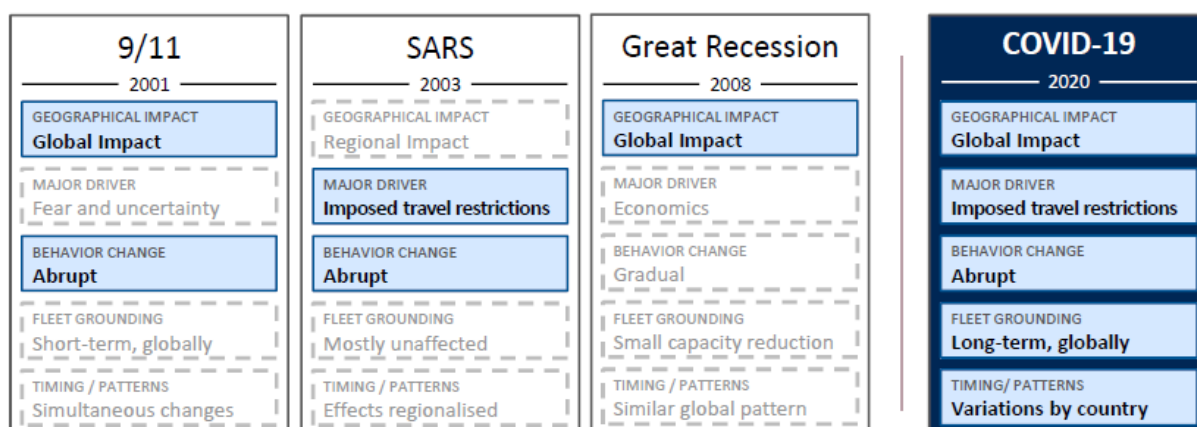 9/11
2001
GEOGRAPHICAL IMPACT
Global Impact
MAJOR DRIVER
Fear and uncertainty
BEHAVIOR CHANGE
Abrupt
FLEET GROUNDING
Short-term, globally
TIMING / PATTERNS
Simultaneous changes
SARS
2003
GEOGRAPHICAL IMPACT
Regional Impact
MAJOR DRIVER
Imposed travel restrictions
BEHAVIOR CHANGE
Abrupt
FLEET GROUNDING
Mostly unaffected
TIMING / PATTERNS
Effects regionalised
Great Recession
2008
GEOGRAPHICAL IMPACT
Global Impact
MAJOR DRIVER
Economics
BEHAVIOR CHANGE
Gradual
FLEET GROUNDING
Small capacity reduction
TIMING / PATTERNS
Similar global pattern
COVID-19
2020
GEOGRAPHICAL IMPACT
Global Impact
MAJOR DRIVER
Imposed travel restrictions
BEHAVIOR CHANGE
Abrupt
FLEET GROUNDING
Long-term, globally
TIMING/ PATTERNS
Variations by country